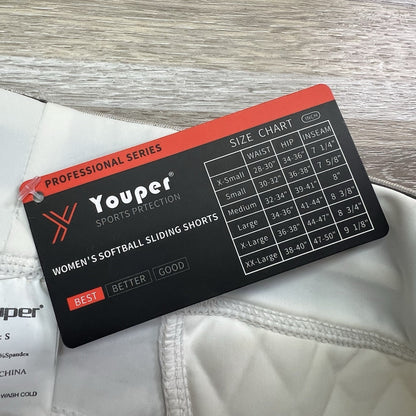 PROFESSIONAL SERIES
Youper®
SPORTS PRTECTION
WOMEN'S SOFTBALL SLIDING SHORTS
BEST BETTER GOOD
SIZE CHART INCH
WAIST HIP INSEAM
X-Small 28-30" 34-36" 7 1/4"
Small 30-32" 36-38" 7 5/8"
Medium 32-34" 39-41" 8"
Large 34-36" 41-44" 8 3/8"
X-Large 36-38" 44-47" 8 3/4"
XX-Large 38-40" 47-50" 9 1/8"
uper®
: S
%Spandex
CHINA
WASH COLD